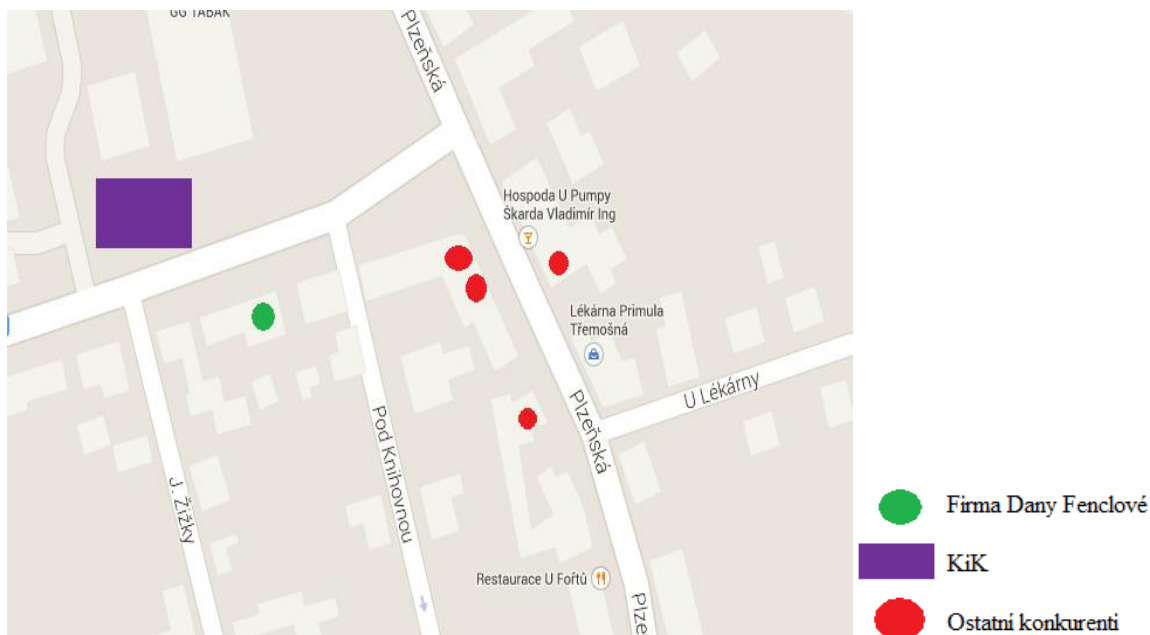 GG TABÁK
Plzeňská
Hospoda U Pumpy
Škarda Vladimír Ing
Lékárna Primula
Třemošná
U Lékárny
Plzeňská
Pod Knihovnou
J. Žižky
Restaurace U Fořtů
Plze
Firma Dany Fenclové
KiK
Ostatní konkurenti